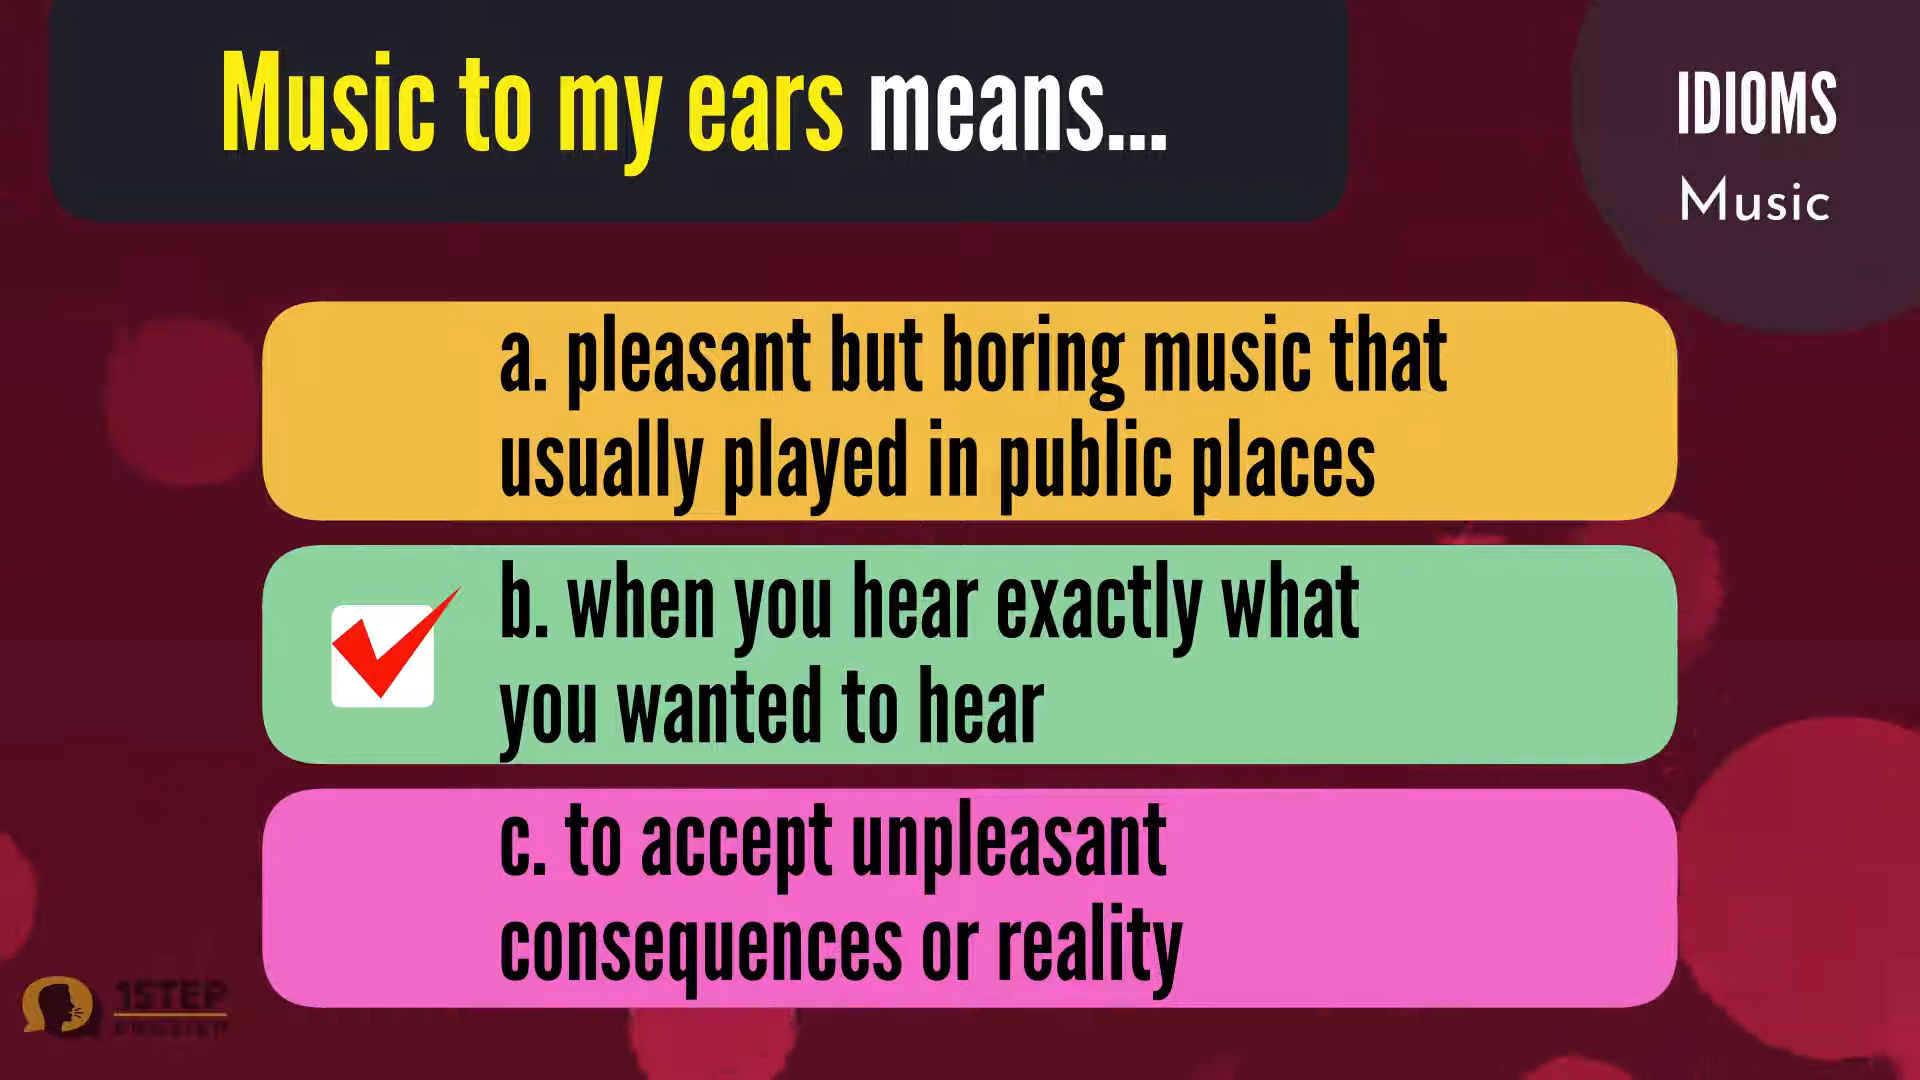 Music to my ears means...
IDIOMS
Music
a. pleasant but boring music that
usually played in public places
b. when you hear exactly what
you wanted to hear
c. to accept unpleasant
consequences or reality
1STEP